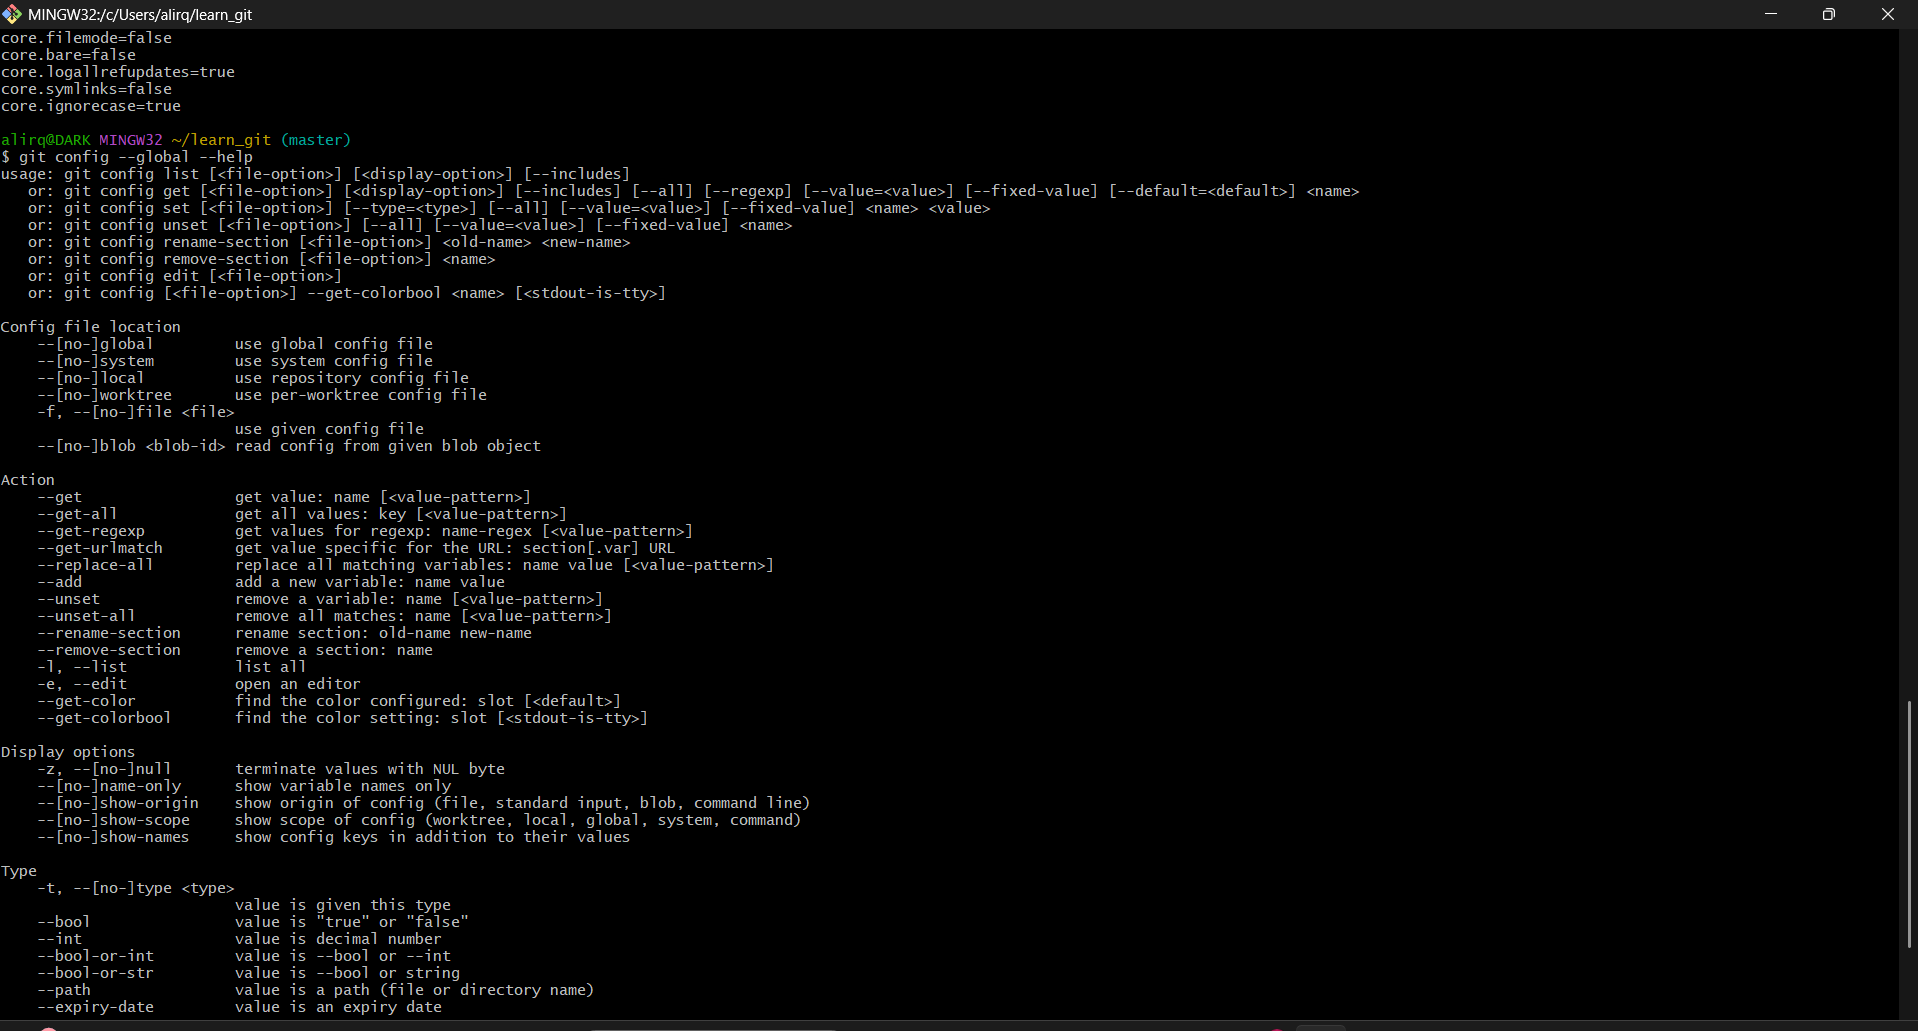 MINGW32:/c/Users/alirq/learn_git
core.filemode=false
core.bare=false
core.logallrefupdates=true
core.symlinks=false
core.ignorecase=true
alirq@DARK MINGW32 ~/learn_git (master)
$ git config --global --help
usage: git config list [<file-option>] [<display-option>] [--includes]
   or: git config get [<file-option>] [<display-option>] [--includes] [--all] [--regexp] [--value=<value>] [--fixed-value] [--default=<default>] <name>
   or: git config set [<file-option>] [--type=<type>] [--all] [--value=<value>] [--fixed-value] <name> <value>
   or: git config unset [<file-option>] [--all] [--value=<value>] [--fixed-value] <name>
   or: git config rename-section [<file-option>] <old-name> <new-name>
   or: git config remove-section [<file-option>] <name>
   or: git config edit [<file-option>]
   or: git config [<file-option>] --get-colorbool <name> [<stdout-is-tty>]
Config file location
    --[no-]global         use global config file
    --[no-]system         use system config file
    --[no-]local          use repository config file
    --[no-]worktree       use per-worktree config file
    -f, --[no-]file <file>
                          use given config file
    --[no-]blob <blob-id> read config from given blob object
Action
    --get                 get value: name [<value-pattern>]
    --get-all             get all values: key [<value-pattern>]
    --get-regexp          get values for regexp: name-regex [<value-pattern>]
    --get-urlmatch        get value specific for the URL: section[.var] URL
    --replace-all         replace all matching variables: name value [<value-pattern>]
    --add                 add a new variable: name value
    --unset               remove a variable: name [<value-pattern>]
    --unset-all           remove all matches: name [<value-pattern>]
    --rename-section      rename section: old-name new-name
    --remove-section      remove a section: name
    -l, --list            list all
    -e, --edit            open an editor
    --get-color           find the color configured: slot [<default>]
    --get-colorbool       find the color setting: slot [<stdout-is-tty>]
Display options
    -z, --[no-]null       terminate values with NUL byte
    --[no-]name-only      show variable names only
    --[no-]show-origin    show origin of config (file, standard input, blob, command line)
    --[no-]show-scope     show scope of config (worktree, local, global, system, command)
    --[no-]show-names     show config keys in addition to their values
Type
    -t, --[no-]type <type>
                          value is given this type
    --bool                value is "true" or "false"
    --int                 value is decimal number
    --bool-or-int         value is --bool or --int
    --bool-or-str         value is --bool or string
    --path                value is a path (file or directory name)
    --expiry-date         value is an expiry date